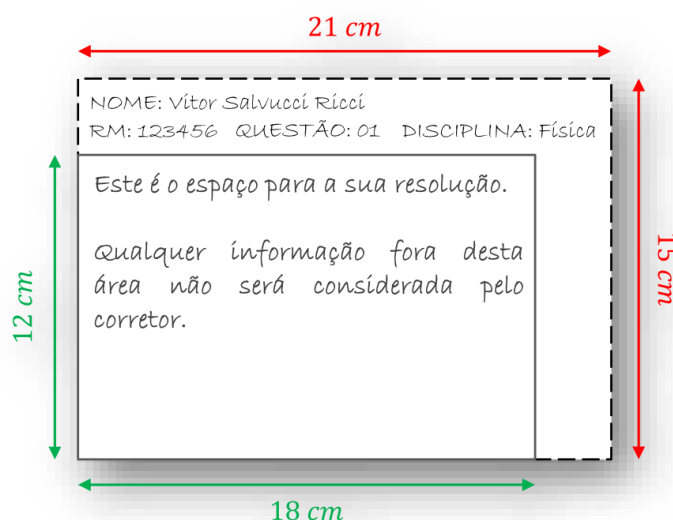 21 cm
NOME: Vitor Salvucci Ricci
RM: 123456 QUESTÃO: 01 DISCIPLINA: Física
Este é o espaço para a sua resolução.
Qualquer informação fora desta
área não será considerada pelo
corretor.
12 cm
15 cm
18 cm